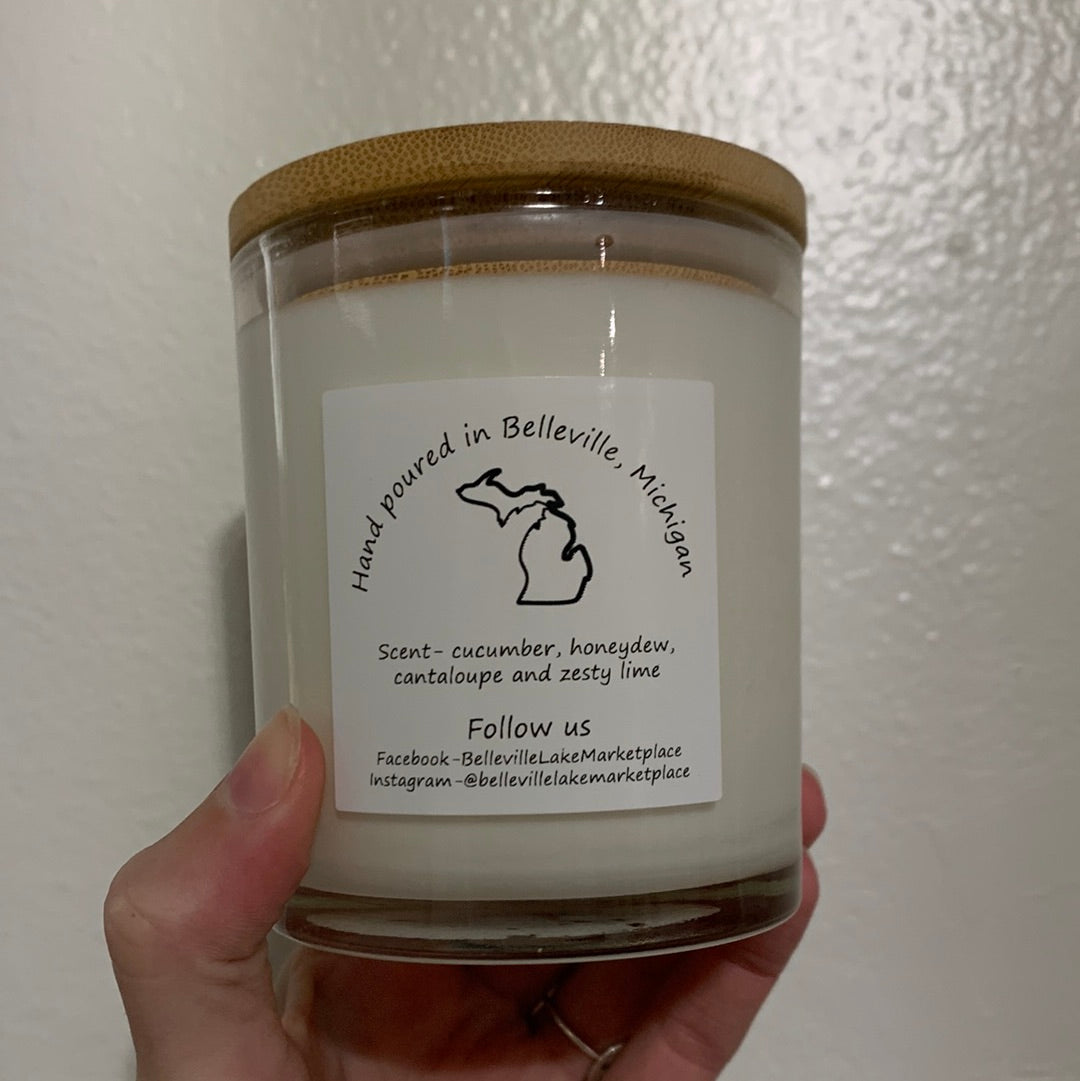 Hand poured in Belleville, Michigan
Scent- cucumber, honeydew,
cantaloupe and zesty lime
Follow us
Facebook-BellevilleLakeMarketplace
Instagram-@bellevillelakemarketplace